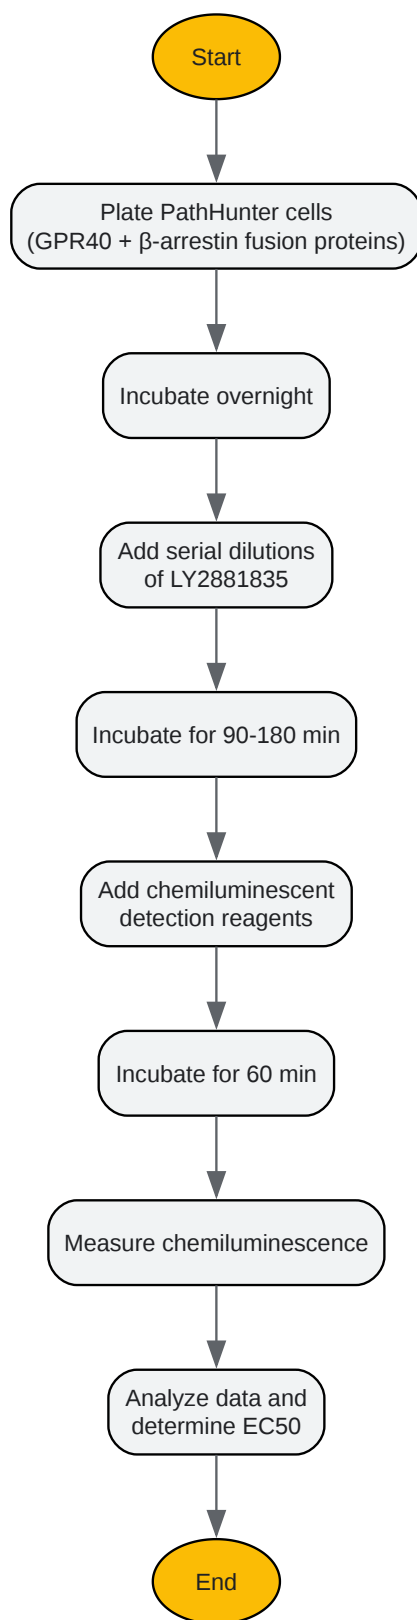 Start
Plate PathHunter cells
(GPR40 + β-arrestin fusion proteins)
Incubate overnight
Add serial dilutions
of LY2881835
Incubate for 90-180 min
Add chemiluminescent
detection reagents
Incubate for 60 min
Measure chemiluminescence
Analyze data and
determine EC50
End